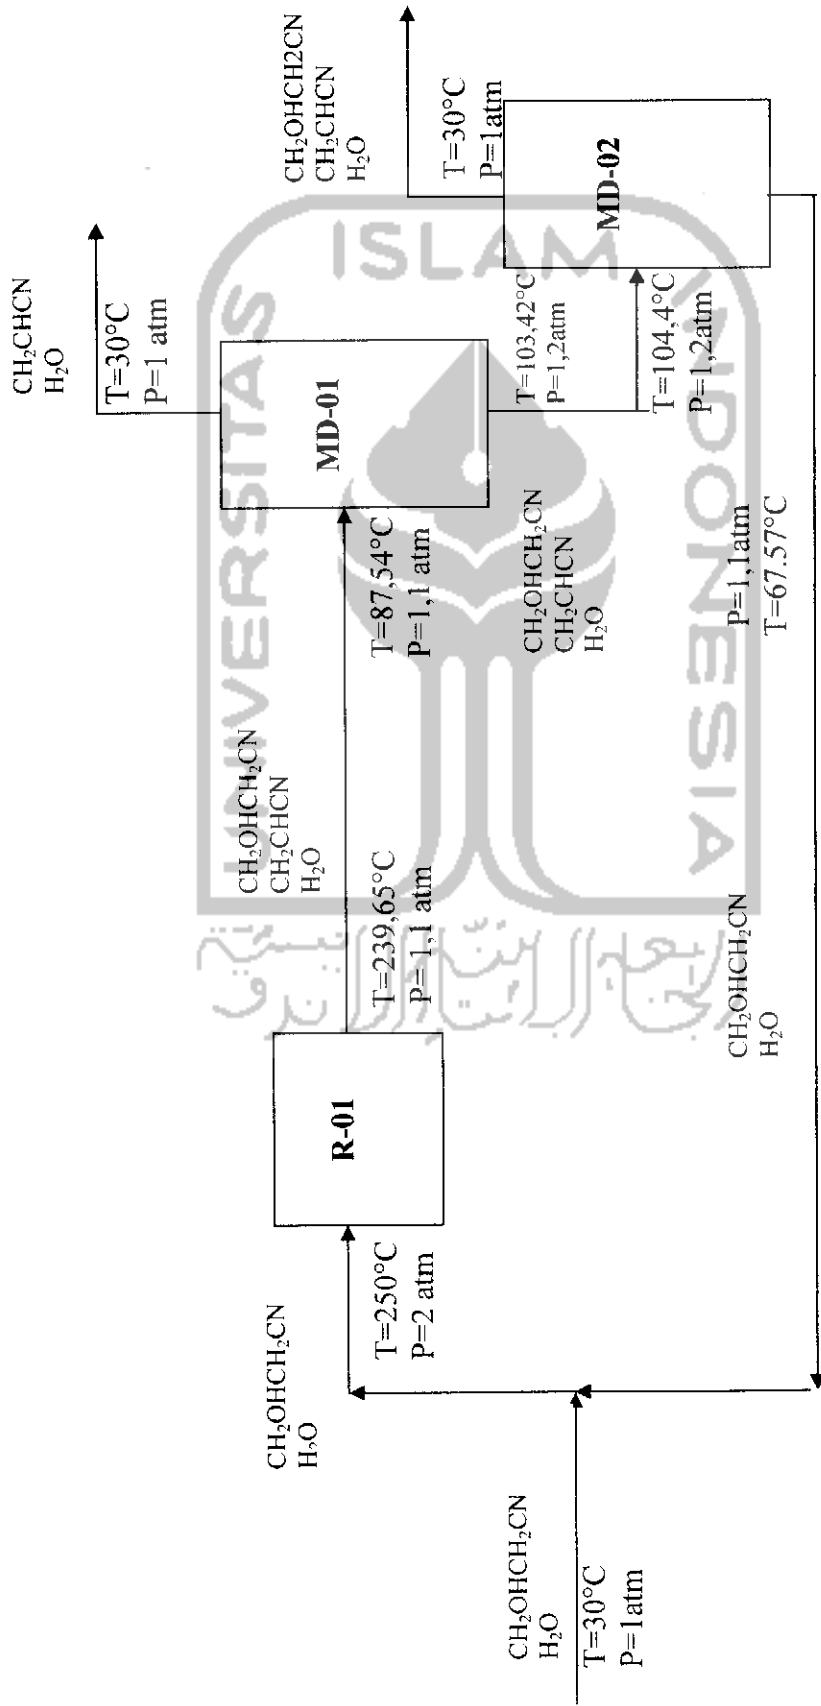 CH₂OHCH₂CN
H₂O
T=30°C
P=1atm
CH₂OHCH₂CN
H₂O
T=250°C
P=2 atm
R-01
CH₂OHCH₂CN
CH₂CHCN
H₂O
T=239,65°C
P=1,1 atm
T=87,54°C
P=1,1 atm
MD-01
CH₂CHCN
H₂O
T=30°C
P=1 atm
CH₂OHCH₂CN
CH₂CHCN
H₂O
T=103,42°C
P=1,2atm
T=104,4°C
P=1,2atm
MD-02
CH₂OHCH2CN
CH₂CHCN
H₂O
T=30°C
P=1atm
P=1,1atm
T=67.57°C
CH₂OHCH₂CN
H₂O
UNIVERSITAS
ISLAM
INDONESIA